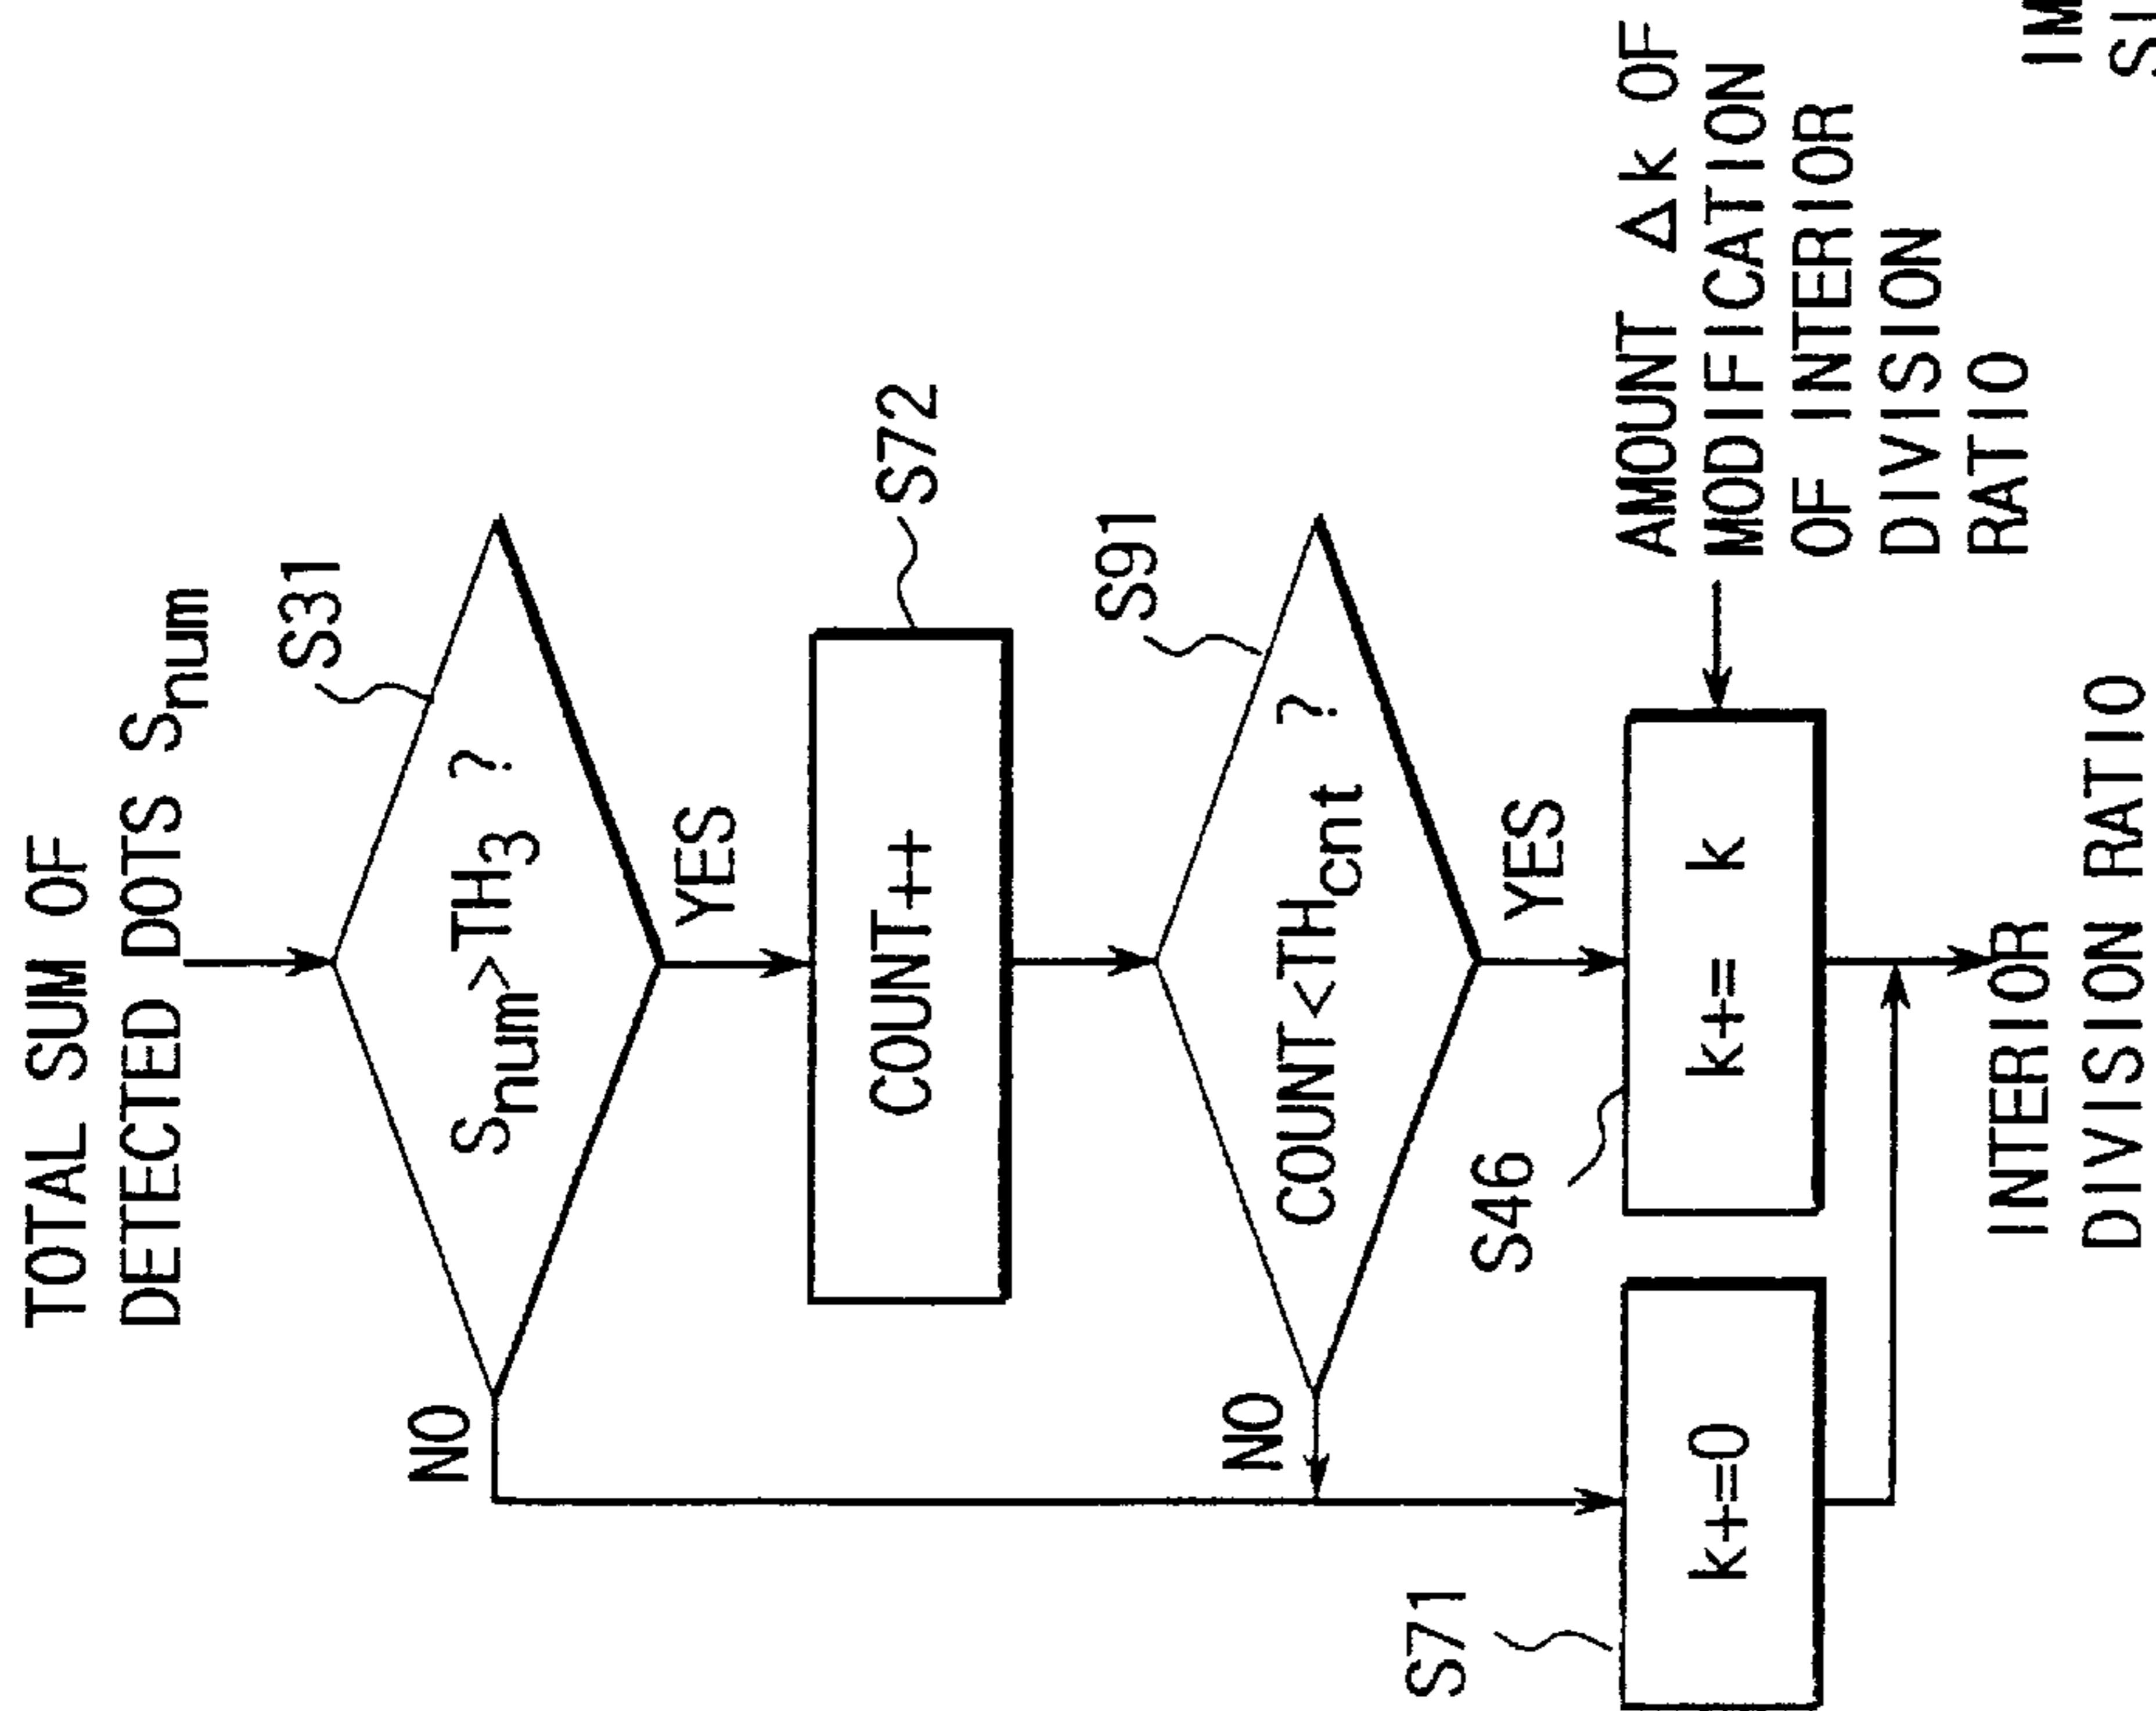 TOTAL SUM OF
DETECTED DOTS Snum
S31
Snum>TH3 ?
NO
YES
S72
COUNT++
S91
COUNT<THcnt ?
NO
YES
S71
k+=0
S46
k+= k
AMOUNT Δk OF
MODIFICATION
OF INTERIOR
DIVISION
RATIO
INTERIOR
DIVISION RATIO